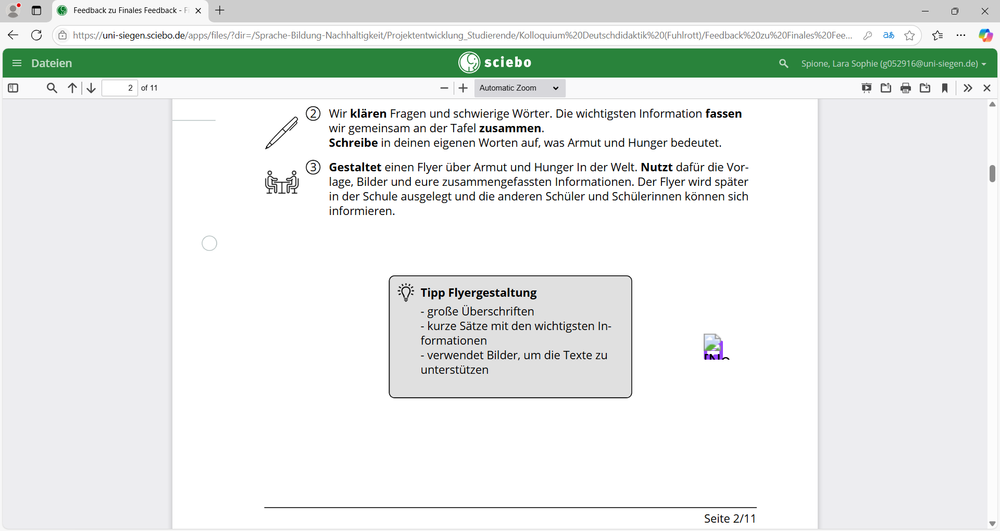 Feedback zu Finales Feedback - Fi
https://uni-siegen.sciebo.de/apps/files/?dir=/Sprache-Bildung-Nachhaltigkeit/Projektentwicklung_Studierende/Kolloquium%20Deutschdidaktik%20(Fuhlrott)/Feedback%20zu%20Finales%20Fee...
Dateien
sciebo
Spione, Lara Sophie (g052916@uni-siegen.de)
2 of 11
Automatic Zoom
2 Wir klären Fragen und schwierige Wörter. Die wichtigsten Information fassen
wir gemeinsam an der Tafel zusammen.
Schreibe in deinen eigenen Worten auf, was Armut und Hunger bedeutet.
3 Gestaltet einen Flyer über Armut und Hunger In der Welt. Nutzt dafür die Vor-
lage, Bilder und eure zusammengefassten Informationen. Der Flyer wird später
in der Schule ausgelegt und die anderen Schüler und Schülerinnen können sich
informieren.
Tipp Flyergestaltung
- große Überschriften
- kurze Sätze mit den wichtigsten In-
formationen
- verwendet Bilder, um die Texte zu
unterstützen
Seite 2/11